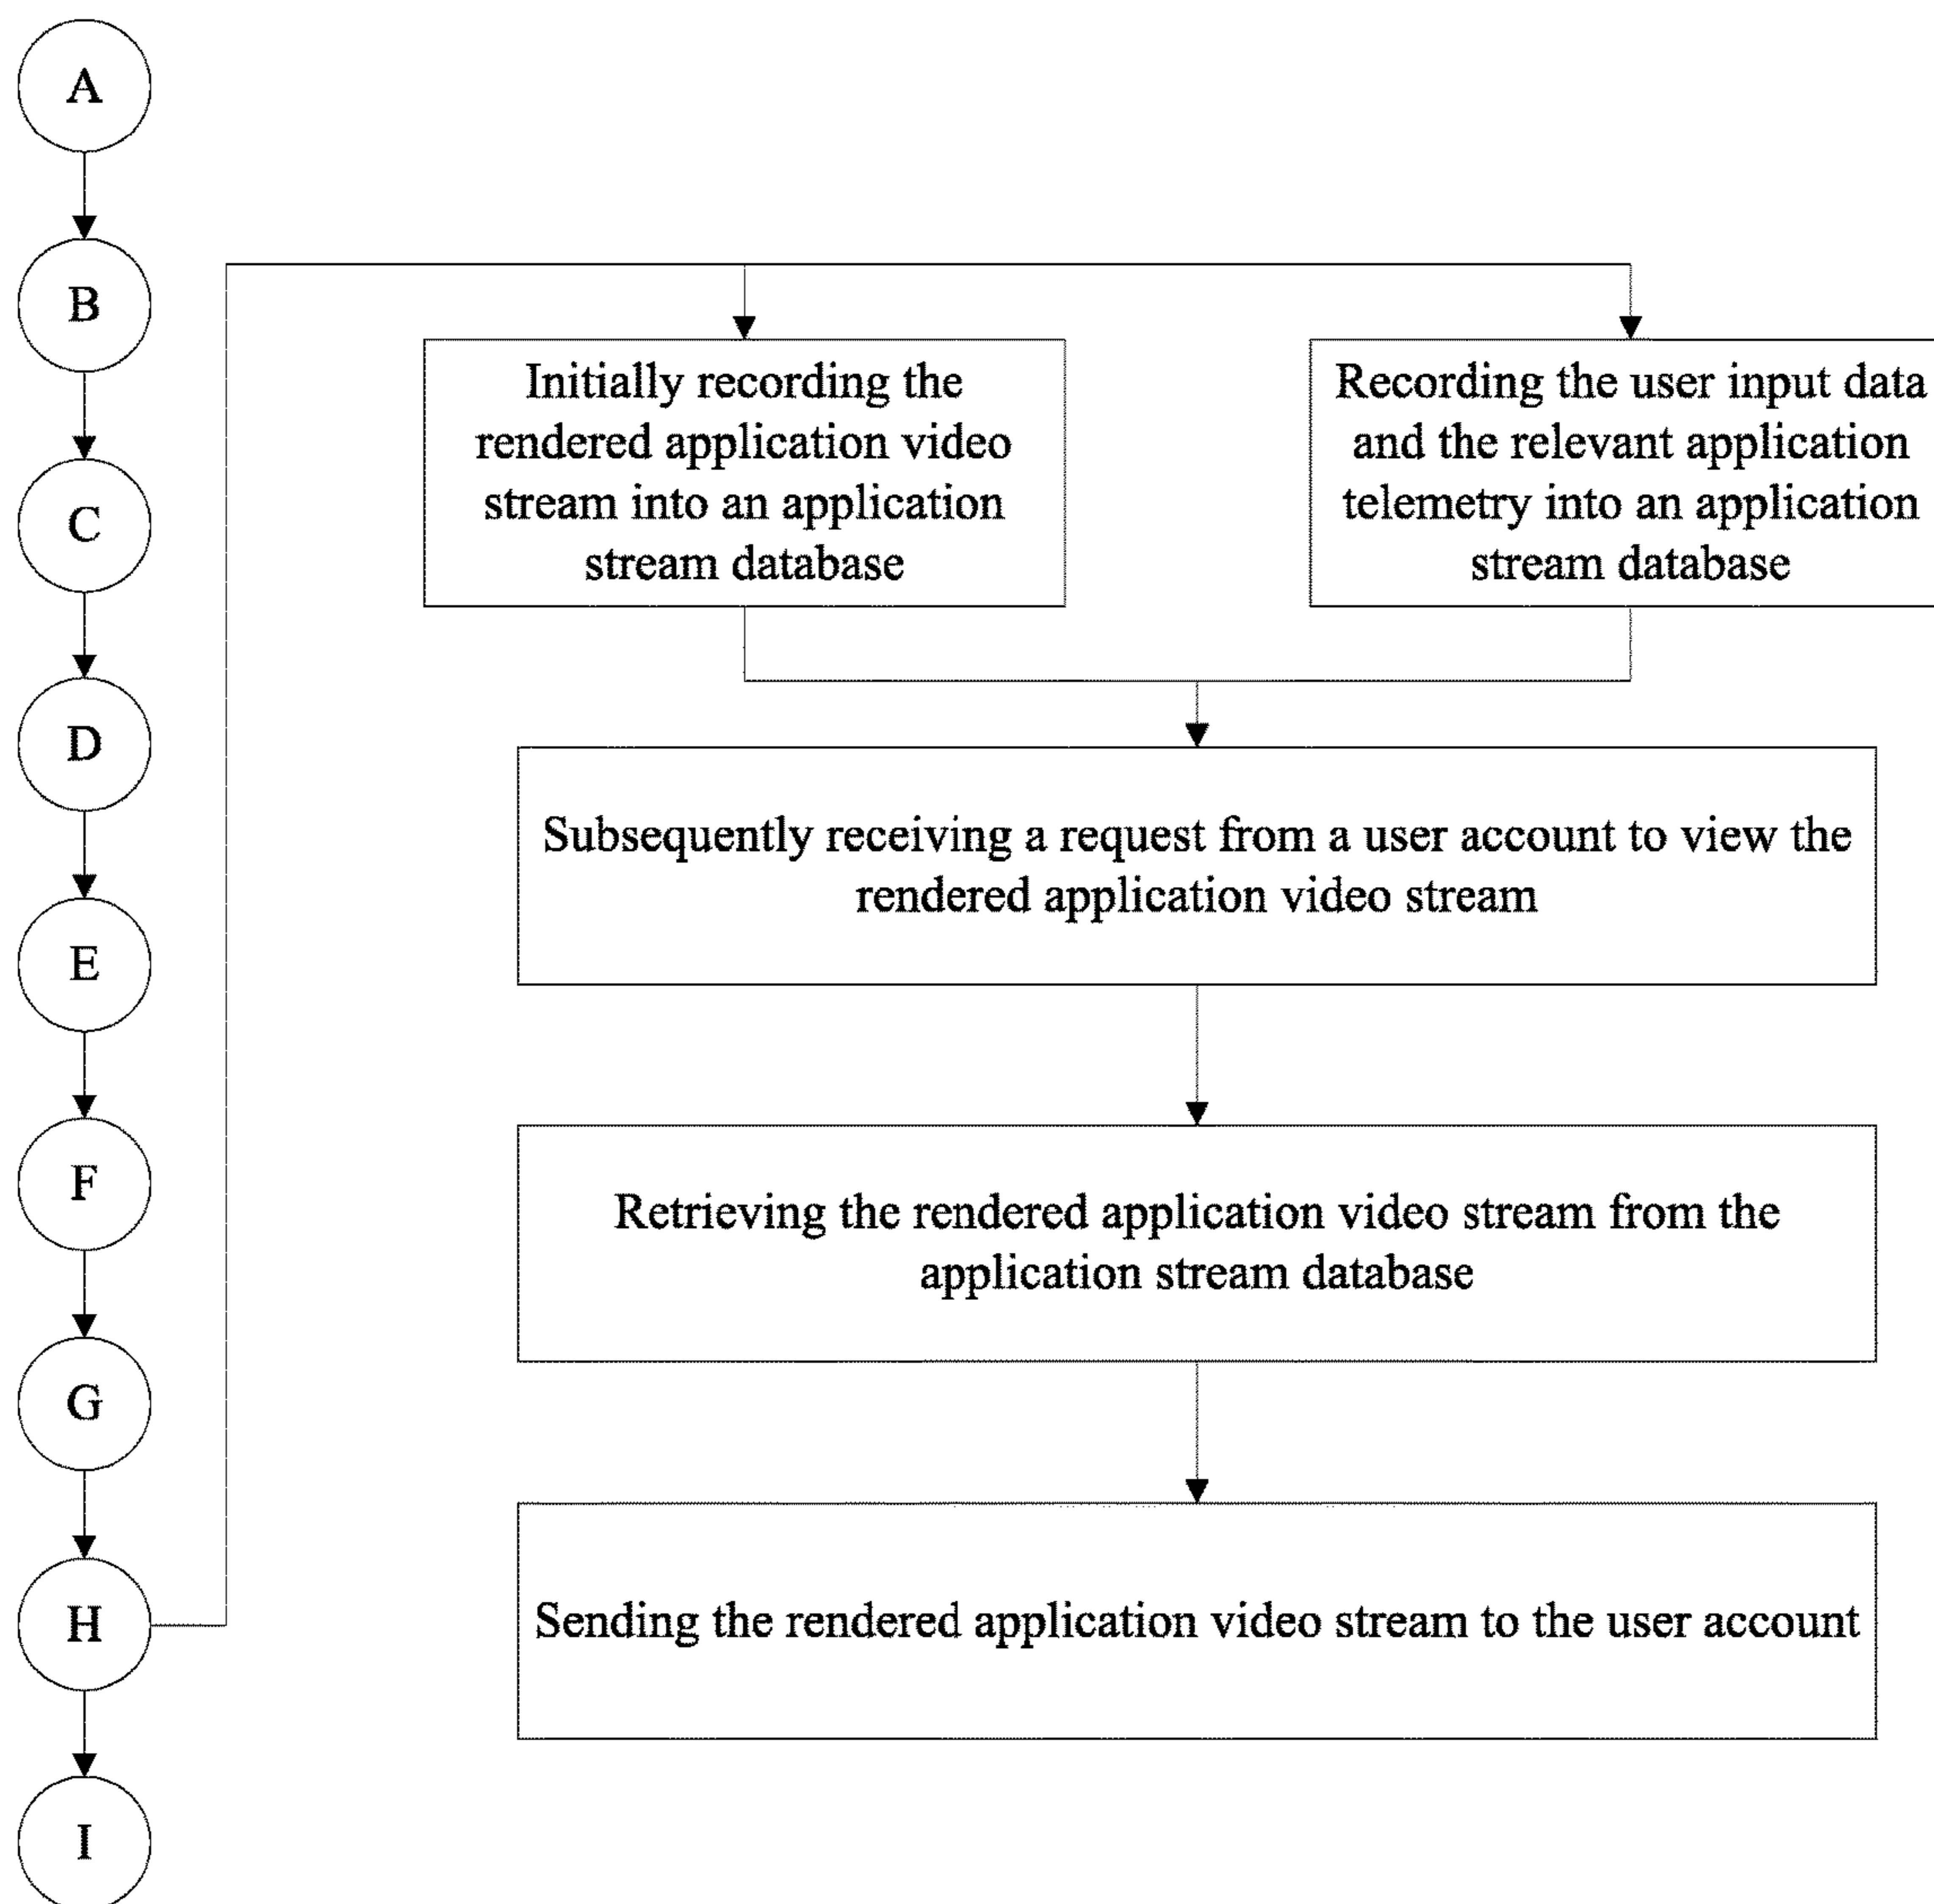 A
B
C
D
E
F
G
H
I
Initially recording the
rendered application video
stream into an application
stream database
Recording the user input data
and the relevant application
telemetry into an application
stream database
Subsequently receiving a request from a user account to view the
rendered application video stream
Retrieving the rendered application video stream from the
application stream database
Sending the rendered application video stream to the user account